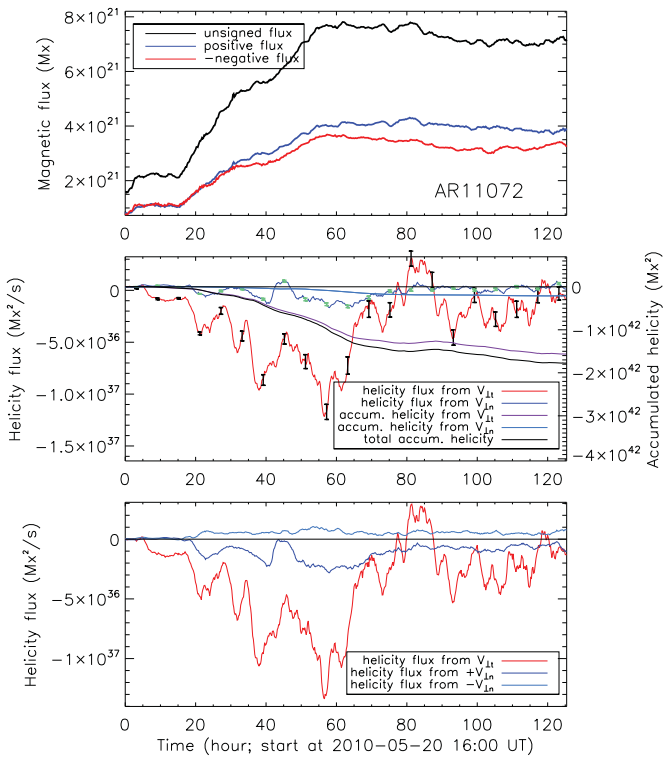 8×10²¹
6×10²¹
4×10²¹
2×10²¹
Magnetic flux (Mx)
unsigned flux
positive flux
−negative flux
AR11072
0 20 40 60 80 100 120
0
−5.0×10³⁶
−1.0×10³⁷
−1.5×10³⁷
Helicity flux (Mx²/s)
0
−1×10⁴²
−2×10⁴²
−3×10⁴²
−4×10⁴²
Accumulated helicity (Mx²)
helicity flux from V⊥t
helicity flux from V⊥n
accum. helicity from V⊥t
accum. helicity from V⊥n
total accum. helicity
0 20 40 60 80 100 120
0
−5×10³⁶
−1×10³⁷
Helicity flux (Mx²/s)
helicity flux from V⊥t
helicity flux from +V⊥n
helicity flux from −V⊥n
0 20 40 60 80 100 120
Time (hour; start at 2010−05−20 16:00 UT)